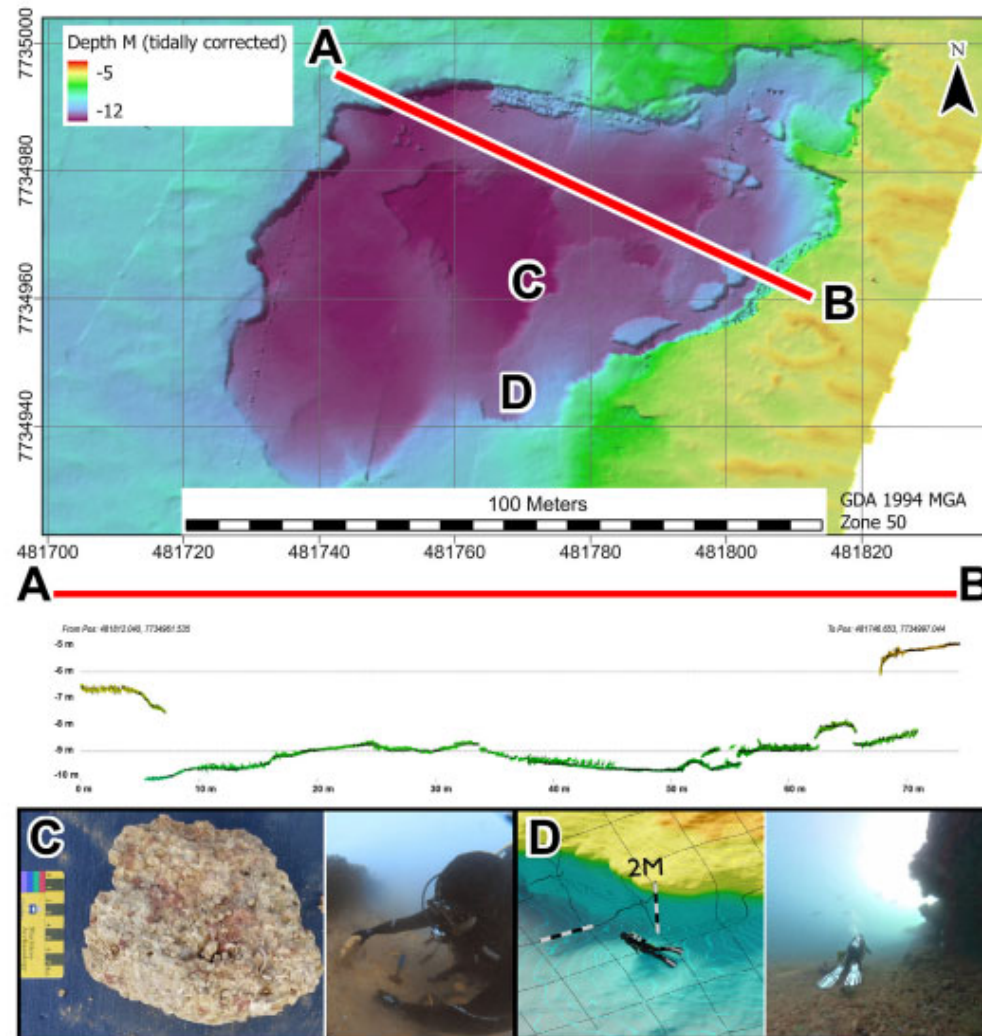 Depth M (tidally corrected)
-5
-12
A
B
C
D
N
7735000
7734980
7734960
7734940
100 Meters
GDA 1994 MGA
Zone 50
481700
481720
481740
481760
481780
481800
481820
A
B
-5 m
-6 m
-7 m
-8 m
-9 m
-10 m
0 m
10 m
20 m
30 m
40 m
50 m
60 m
70 m
C
D
2M